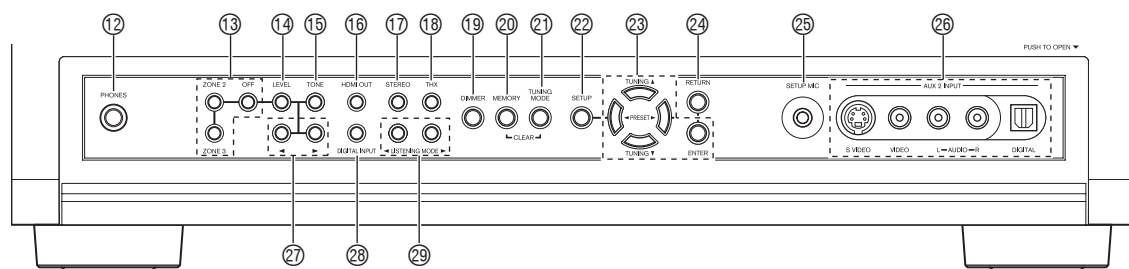 ⑫ ⑬ ⑭ ⑮ ⑯ ⑰ ⑱ ⑲ ⑳ ㉑ ㉒ ㉓ ㉔ ㉕ ㉖
PUSH TO OPEN ▼
ZONE 2 OFF LEVEL TONE HDMI OUT STEREO THX TUNING ▲ RETURN SETUP MIC AUX 2 INPUT
PHONES DIMMER MEMORY TUNING MODE SETUP
◄ PRESET ►
CLEAR
ZONE 3 ◄ ► DIGITAL INPUT ◄ LISTENING MODE ► TUNING ▼ ENTER S VIDEO VIDEO L AUDIO R DIGITAL
㉗ ㉘ ㉙